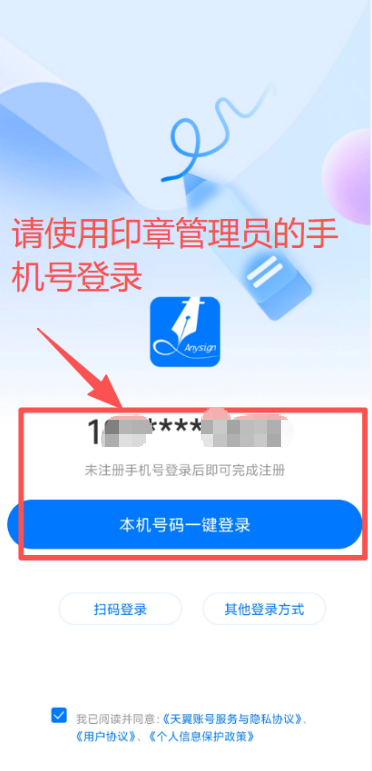 请使用印章管理员的手
机号登录
Anysign
1
****
未注册手机号登录后即可完成注册
本机号码一键登录
扫码登录
其他登录方式
我已阅读并同意：《天翼账号服务与隐私协议》、
《用户协议》、《个人信息保护政策》